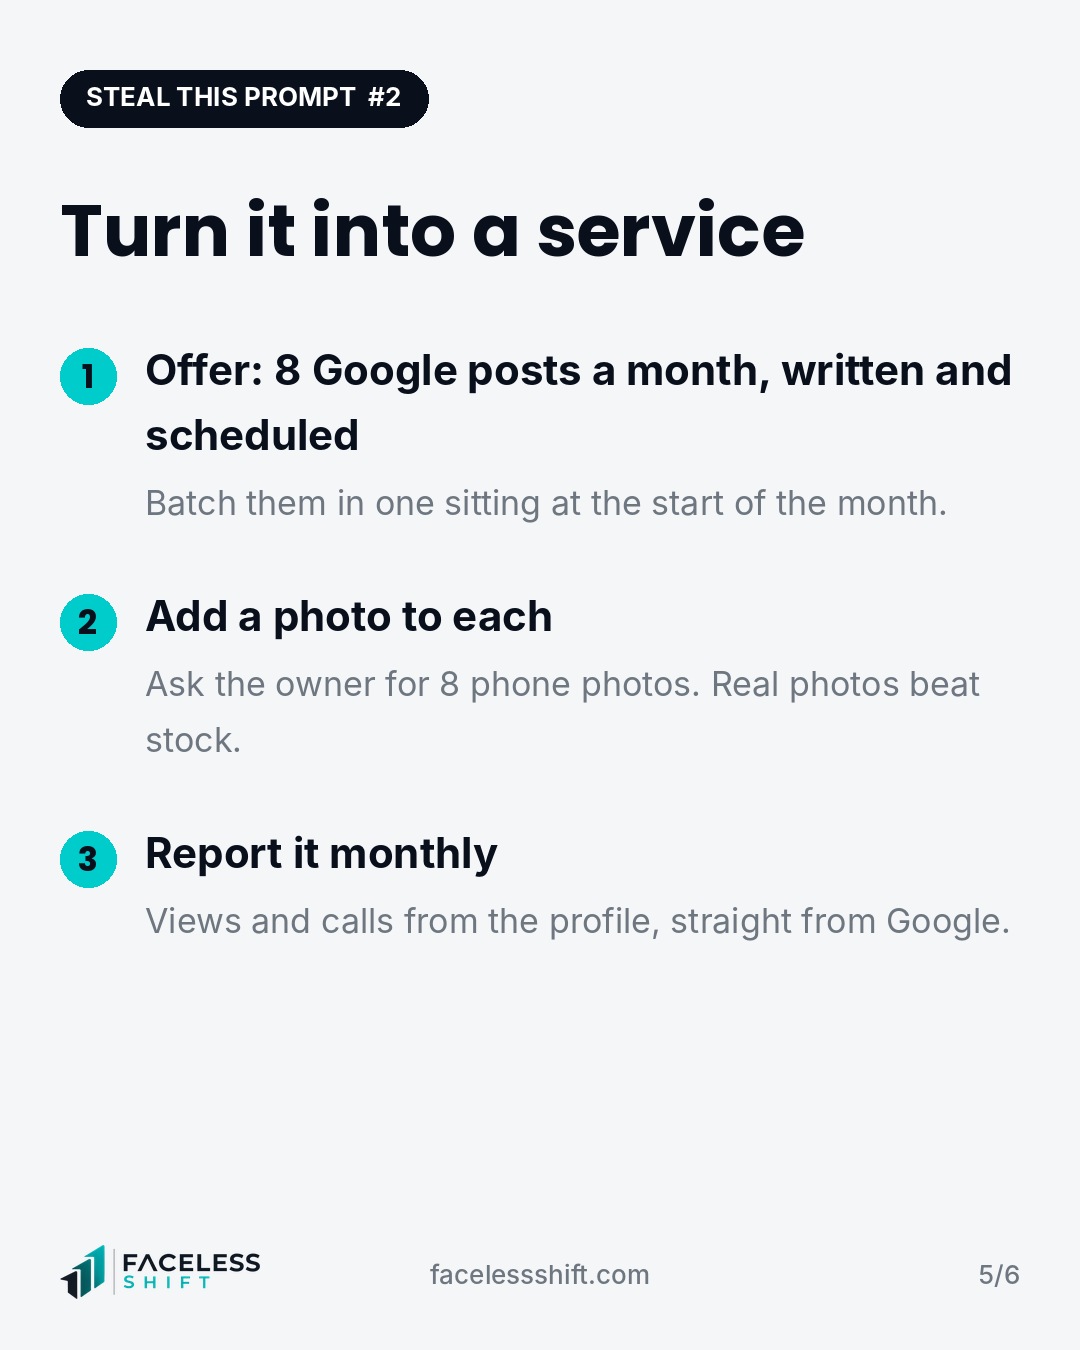 STEAL THIS PROMPT #2
Turn it into a service
1
Offer: 8 Google posts a month, written and
scheduled
Batch them in one sitting at the start of the month.
2
Add a photo to each
Ask the owner for 8 phone photos. Real photos beat
stock.
3
Report it monthly
Views and calls from the profile, straight from Google.
FACELESS
SHIFT
facelessshift.com
5/6